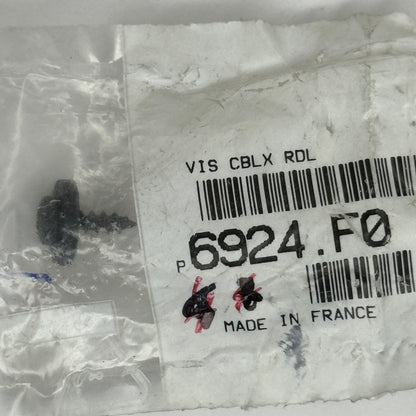 VIS CBLX RDL
P 6924.F0
MADE IN FRANCE